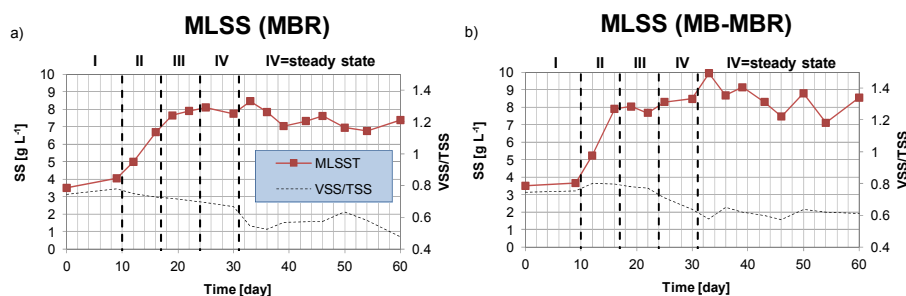 a)
MLSS (MBR)
I II III IV IV=steady state
SS [g L-1]
10
9
8
7
6
5
4
3
2
1
0
1.4
1.2
1
0.8
0.6
0.4
VSS/TSS
MLSST
VSS/TSS
0 10 20 30 40 50 60
Time [day]
b)
MLSS (MB-MBR)
I II III IV IV=steady state
SS [g L-1]
10
9
8
7
6
5
4
3
2
1
0
1.4
1.2
1
0.8
0.6
0.4
VSS/TSS
0 10 20 30 40 50 60
Time [day]